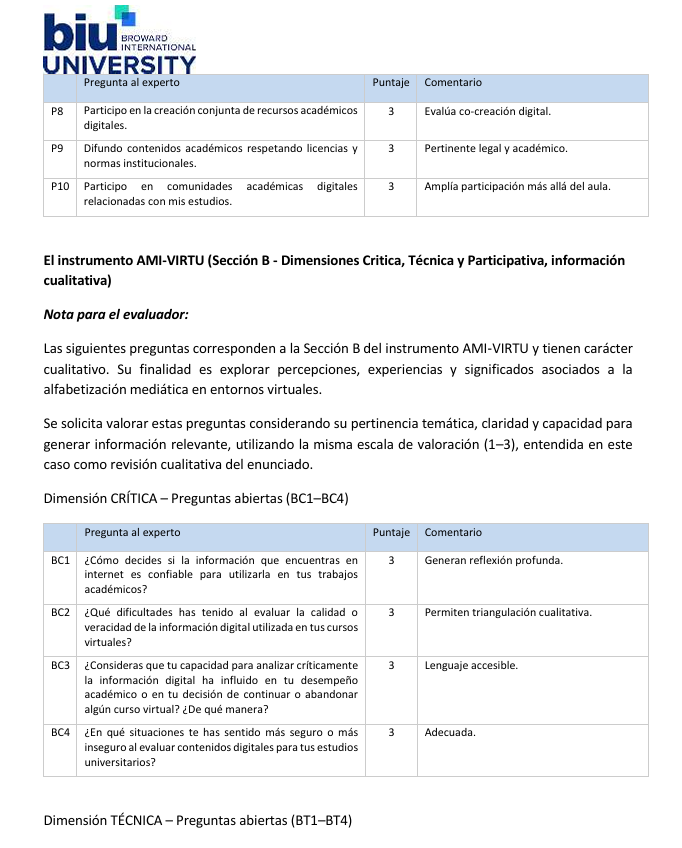 biu BROWARD
INTERNATIONAL
UNIVERSITY
Pregunta al experto Puntaje Comentario
P8 Participo en la creación conjunta de recursos académicos 3 Evalúa co-creación digital.
digitales.
P9 Difundo contenidos académicos respetando licencias y 3 Pertinente legal y académico.
normas institucionales.
P10 Participo en comunidades académicas digitales 3 Amplía participación más allá del aula.
relacionadas con mis estudios.
El instrumento AMI-VIRTU (Sección B - Dimensiones Critica, Técnica y Participativa, información
cualitativa)
Nota para el evaluador:
Las siguientes preguntas corresponden a la Sección B del instrumento AMI-VIRTU y tienen carácter
cualitativo. Su finalidad es explorar percepciones, experiencias y significados asociados a la
alfabetización mediática en entornos virtuales.
Se solicita valorar estas preguntas considerando su pertinencia temática, claridad y capacidad para
generar información relevante, utilizando la misma escala de valoración (1–3), entendida en este
caso como revisión cualitativa del enunciado.
Dimensión CRÍTICA – Preguntas abiertas (BC1–BC4)
Pregunta al experto Puntaje Comentario
BC1 ¿Cómo decides si la información que encuentras en 3 Generan reflexión profunda.
internet es confiable para utilizarla en tus trabajos
académicos?
BC2 ¿Qué dificultades has tenido al evaluar la calidad o 3 Permiten triangulación cualitativa.
veracidad de la información digital utilizada en tus cursos
virtuales?
BC3 ¿Consideras que tu capacidad para analizar críticamente 3 Lenguaje accesible.
la información digital ha influido en tu desempeño
académico o en tu decisión de continuar o abandonar
algún curso virtual? ¿De qué manera?
BC4 ¿En qué situaciones te has sentido más seguro o más 3 Adecuada.
inseguro al evaluar contenidos digitales para tus estudios
universitarios?
Dimensión TÉCNICA – Preguntas abiertas (BT1–BT4)